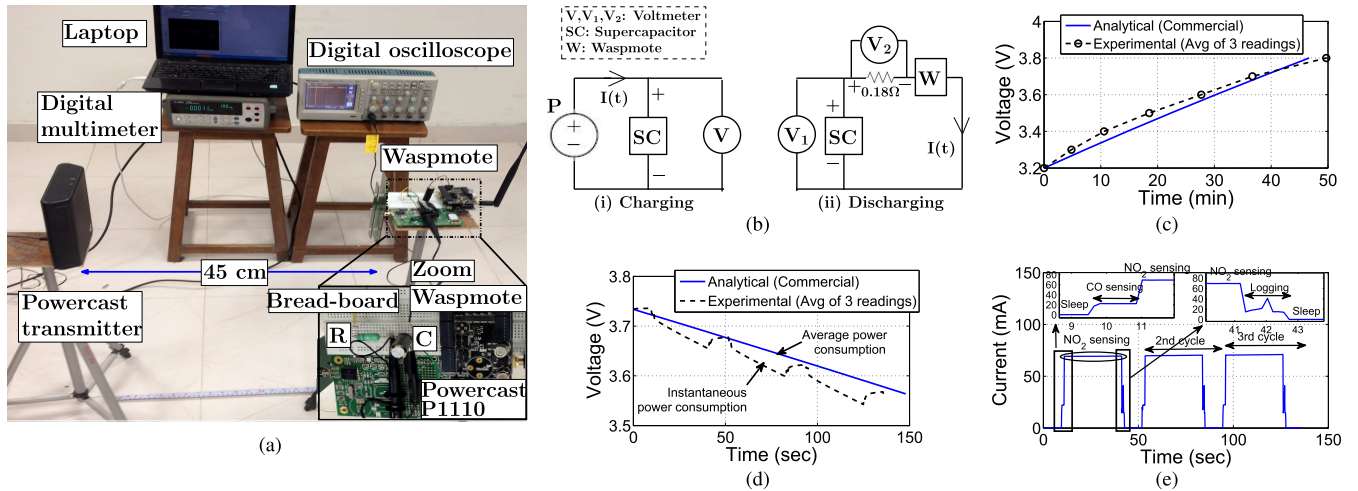 Laptop
Digital oscilloscope
Digital
multimeter
Waspmote
45 cm
Zoom
Powercast
transmitter
Bread-board
Waspmote
R
C
Powercast
P1110
(a)
V,V₁,V₂: Voltmeter
SC: Supercapacitor
W: Waspmote
I(t)
P
+
−
+
SC
−
V
(i) Charging
V₂
+
0.18Ω
−
W
V₁
+
SC
−
I(t)
(ii) Discharging
(b)
Analytical (Commercial)
Experimental (Avg of 3 readings)
Voltage (V)
4
3.8
3.6
3.4
3.2
0
10
20
30
40
50
Time (min)
(c)
Analytical (Commercial)
Experimental (Avg of 3 readings)
Voltage (V)
3.8
3.7
3.6
3.5
Average power
consumption
Instantaneous
power consumption
0
50
100
150
Time (sec)
(d)
Current (mA)
150
100
50
0
NO₂ sensing
80
60
40
20
0
CO sensing
Sleep
9
10
11
NO₂ sensing
80
60
40
20
0
Logging
Sleep
41
42
43
NO₂ sensing
2nd cycle
3rd cycle
0
50
100
150
Time (sec)
(e)